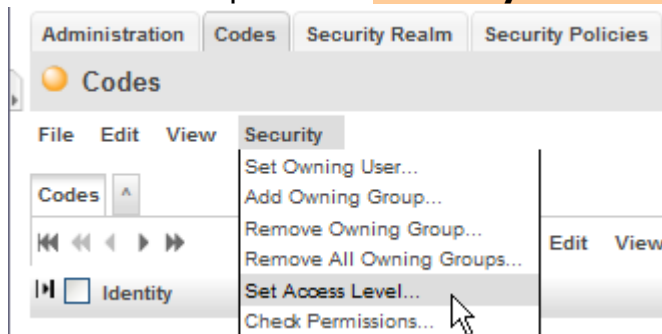 Administration Codes Security Realm Security Policies
Codes
File Edit View Security
Set Owning User...
Codes ^ Add Owning Group...
Remove Owning Group...
Edit View
Remove All Owning Groups...
Identity Set Access Level...
Check Permissions...